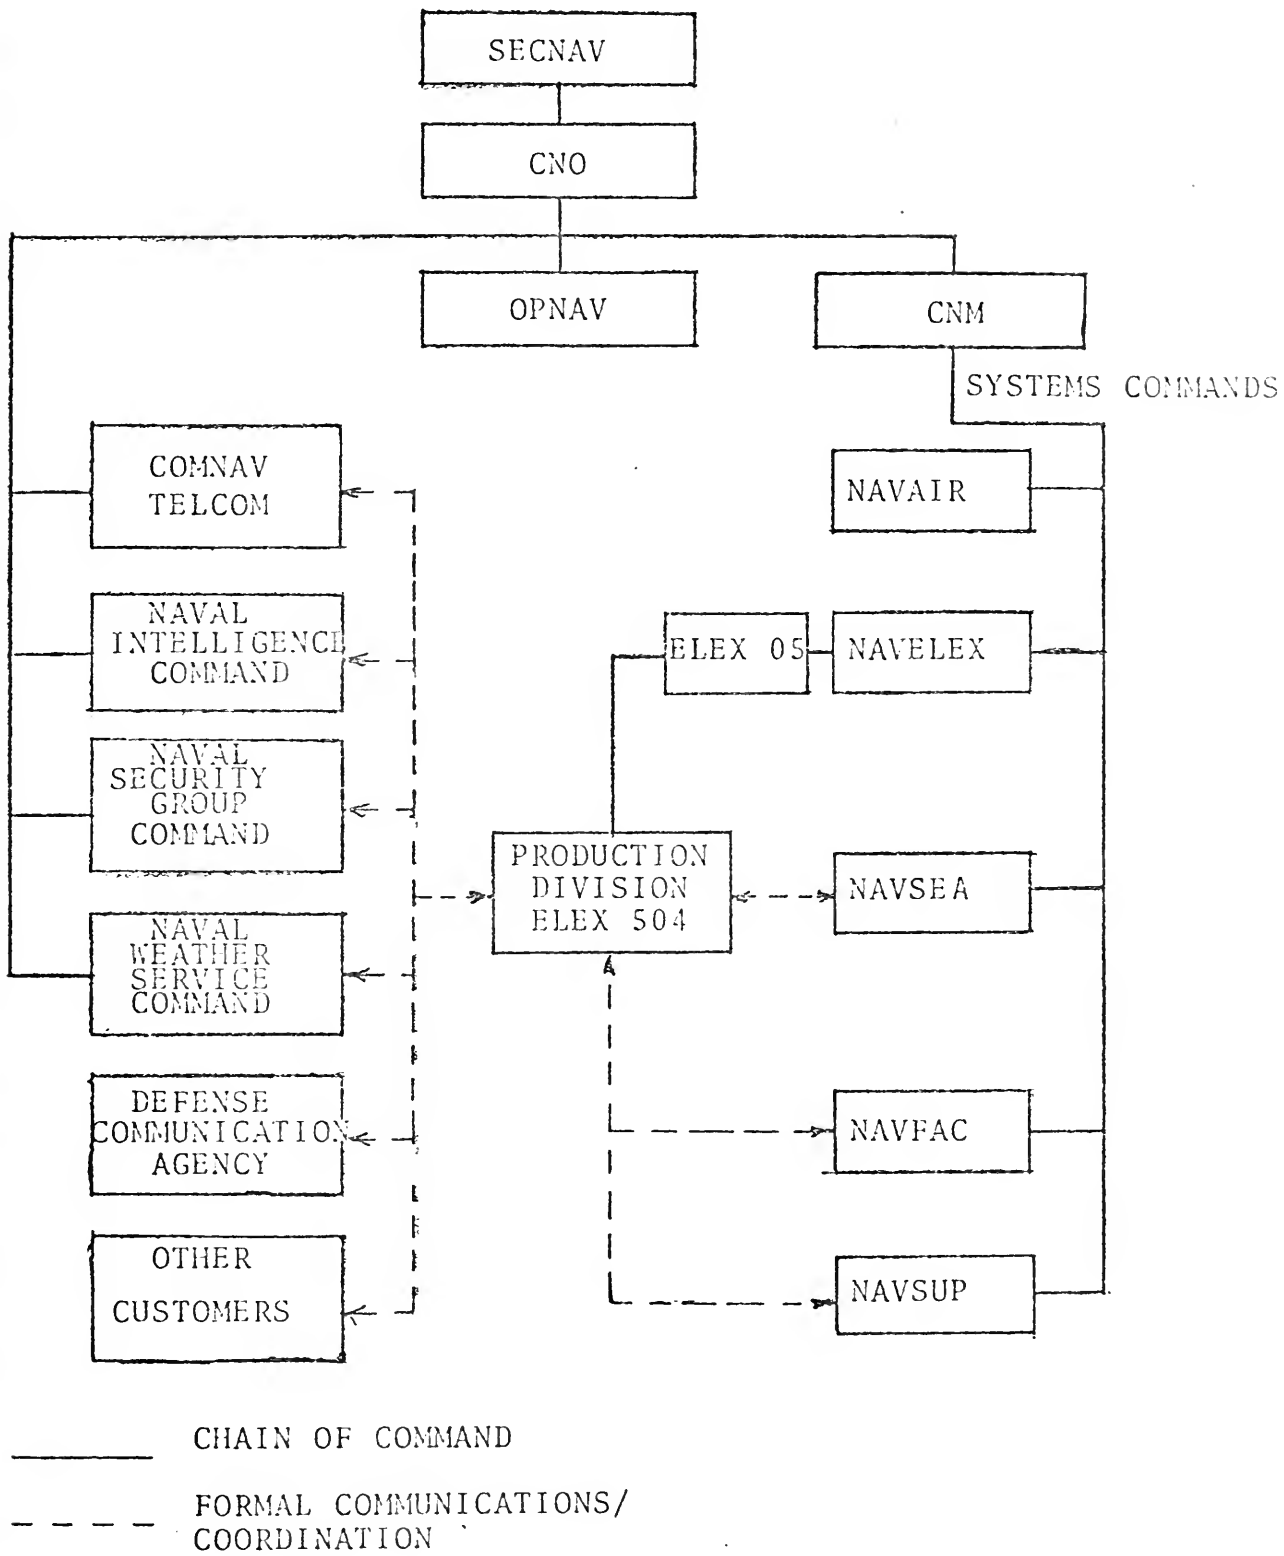 SECNAV
CNO
OPNAV
CNM
SYSTEMS COMMANDS
COMNAV
TELCOM
NAVAIR
NAVAL
INTELLIGENCE
COMMAND
ELEX 05
NAVELEX
NAVAL
SECURITY
GROUP
COMMAND
PRODUCTION
DIVISION
ELEX 504
NAVSEA
NAVAL
WEATHER
SERVICE
COMMAND
DEFENSE
COMMUNICATION
AGENCY
NAVFAC
OTHER
CUSTOMERS
NAVSUP
CHAIN OF COMMAND
FORMAL COMMUNICATIONS/
COORDINATION